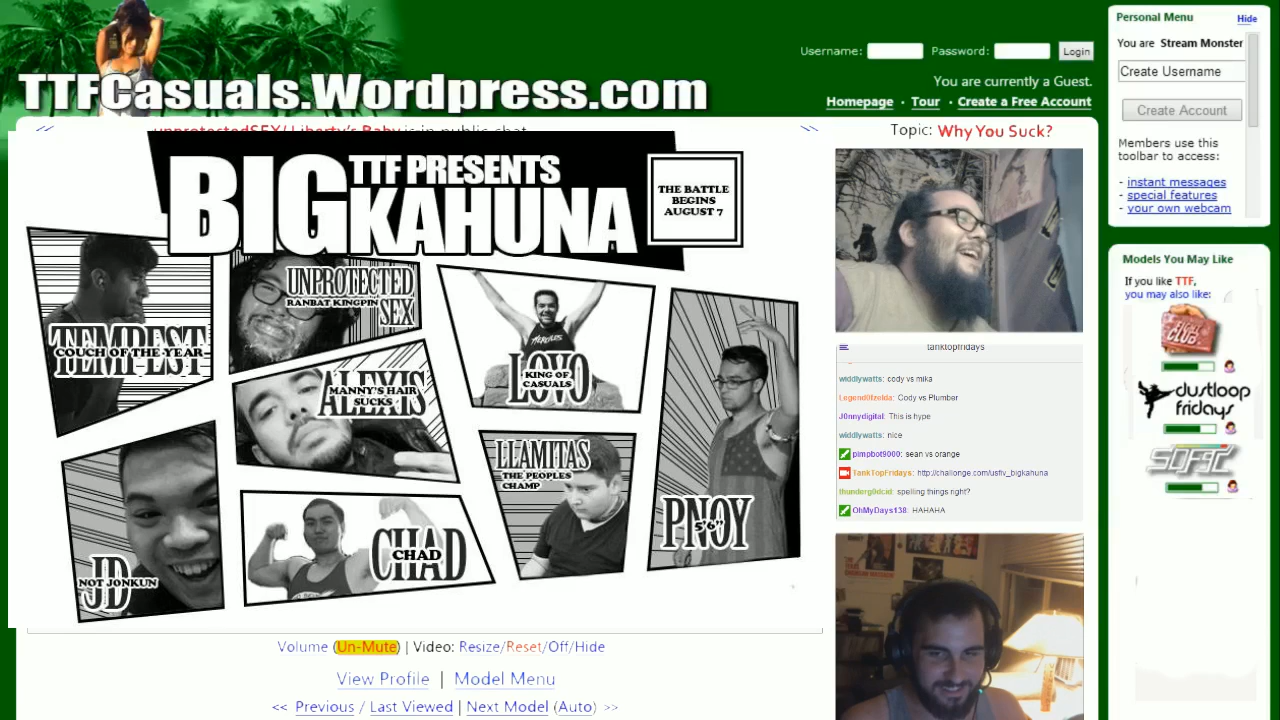 TTFCasuals.Wordpress.com
Username:
Password:
Login
You are currently a Guest.
Homepage · Tour · Create a Free Account
Personal Menu
Hide
You are Stream Monster
Create Username
Create Account
Members use this
toolbar to access:
- instant messages
- special features
- your own webcam
unprotectedSEX/ Liberty's Baby is in public chat
Topic: Why You Suck?
TTF PRESENTS
BIG KAHUNA
THE BATTLE
BEGINS
AUGUST 7
TEMPEST
COUCH OF THE YEAR
UNPROTECTED
RANBAT KINGPIN
SEX
LOVO
KING OF
CASUALS
ALEXIS
MANNY'S HAIR
SUCKS
LLAMITAS
THE PEOPLES
CHAMP
PNOY
5'6"
JD
NOT JONKUN
CHAD
CHAD
tanktopfridays
widdlywatts: cody vs mika
Legend0fzelda: Cody vs Plumber
J0nnydigital: This is hype
widdlywatts: nice
pimpbot9000: sean vs orange
TankTopFridays: http://challonge.com/usfiv_bigkahuna
thunderg0dcid: spelling things right?
OhMyDays138: HAHAHA
Models You May Like
If you like TTF,
you may also like:
FIGHT
CLUB
dustloop
fridays
Volume (Un-Mute) | Video: Resize/Reset/Off/Hide
View Profile | Model Menu
<< Previous / Last Viewed | Next Model (Auto) >>